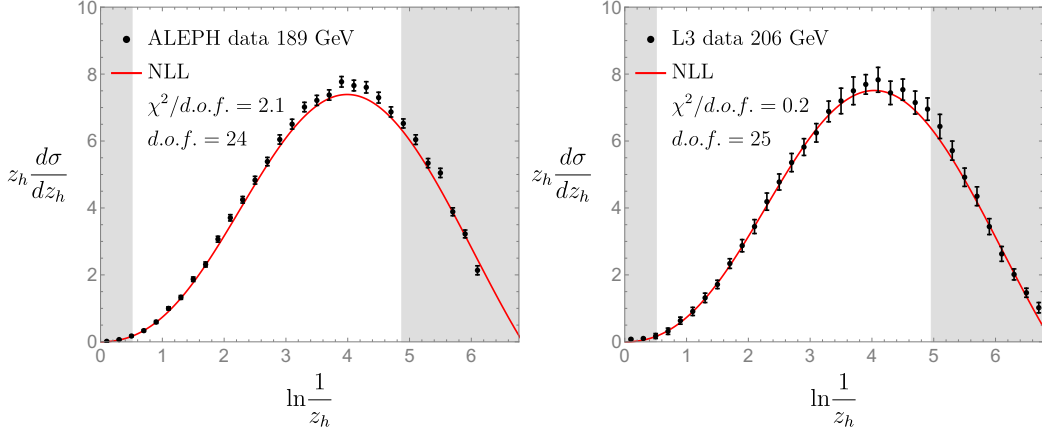 ALEPH data 189 GeV
NLL
χ²/d.o.f. = 2.1
d.o.f. = 24
z_h dσ/dz_h
0 2 4 6 8 10
0 1 2 3 4 5 6
ln 1/z_h
L3 data 206 GeV
NLL
χ²/d.o.f. = 0.2
d.o.f. = 25
z_h dσ/dz_h
0 2 4 6 8 10
0 1 2 3 4 5 6
ln 1/z_h